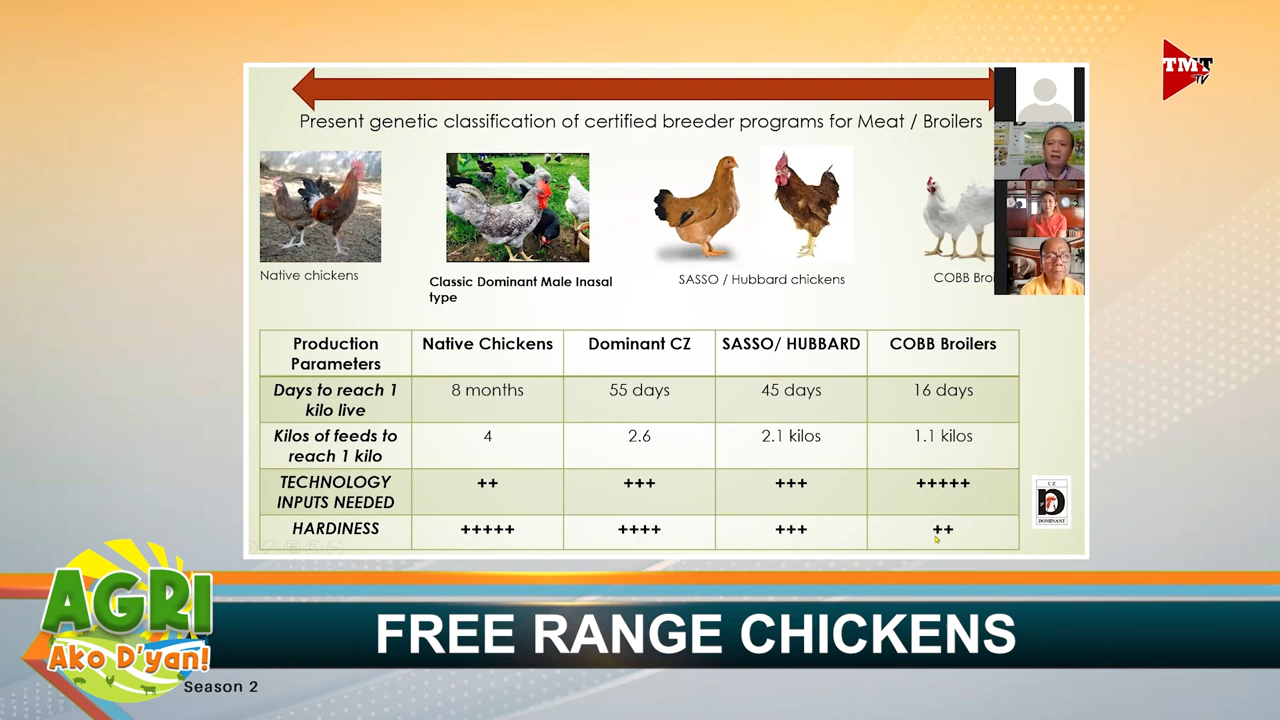 TMT
TV
Present genetic classification of certified breeder programs for Meat / Broilers
Native chickens
Classic Dominant Male Inasal
type
SASSO / Hubbard chickens
COBB Broi
Production
Parameters
Native Chickens
Dominant CZ
SASSO/ HUBBARD
COBB Broilers
Days to reach 1
kilo live
8 months
55 days
45 days
16 days
Kilos of feeds to
reach 1 kilo
4
2.6
2.1 kilos
1.1 kilos
TECHNOLOGY
INPUTS NEEDED
++
+++
+++
+++++
HARDINESS
+++++
++++
+++
++
CZ
D
DOMINANT
AGRI
Ako D'yan!
Season 2
FREE RANGE CHICKENS